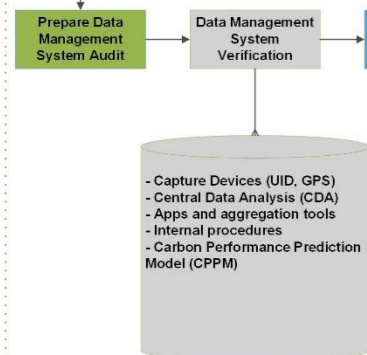 Prepare Data
Management
System Audit
Data Management
System
Verification
- Capture Devices (UID, GPS)
- Central Data Analysis (CDA)
- Apps and aggregation tools
- Internal procedures
- Carbon Performance Prediction
Model (CPPM)